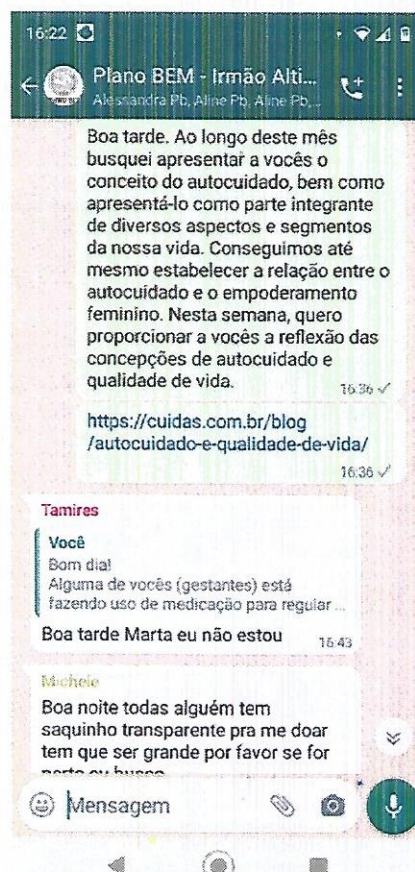 16:22
Plano BEM - Irmão Alti...
Alessandra Pb, Aline Pb, Aline Pb,...
Boa tarde. Ao longo deste mês
busquei apresentar a vocês o
conceito do autocuidado, bem como
apresentá-lo como parte integrante
de diversos aspectos e segmentos
da nossa vida. Conseguimos até
mesmo estabelecer a relação entre o
autocuidado e o empoderamento
feminino. Nesta semana, quero
proporcionar a vocês a reflexão das
concepções de autocuidado e
qualidade de vida.
16:36
https://cuidas.com.br/blog
/autocuidado-e-qualidade-de-vida/
16:36
Tamires
Você
Bom dia!
Alguma de vocês (gestantes) está
fazendo uso de medicação para regular ...
Boa tarde Marta eu não estou 16:43
Michele
Boa noite todas alguém tem
saquinho transparente pra me doar
tem que ser grande por favor se for
perto eu busco
Mensagem